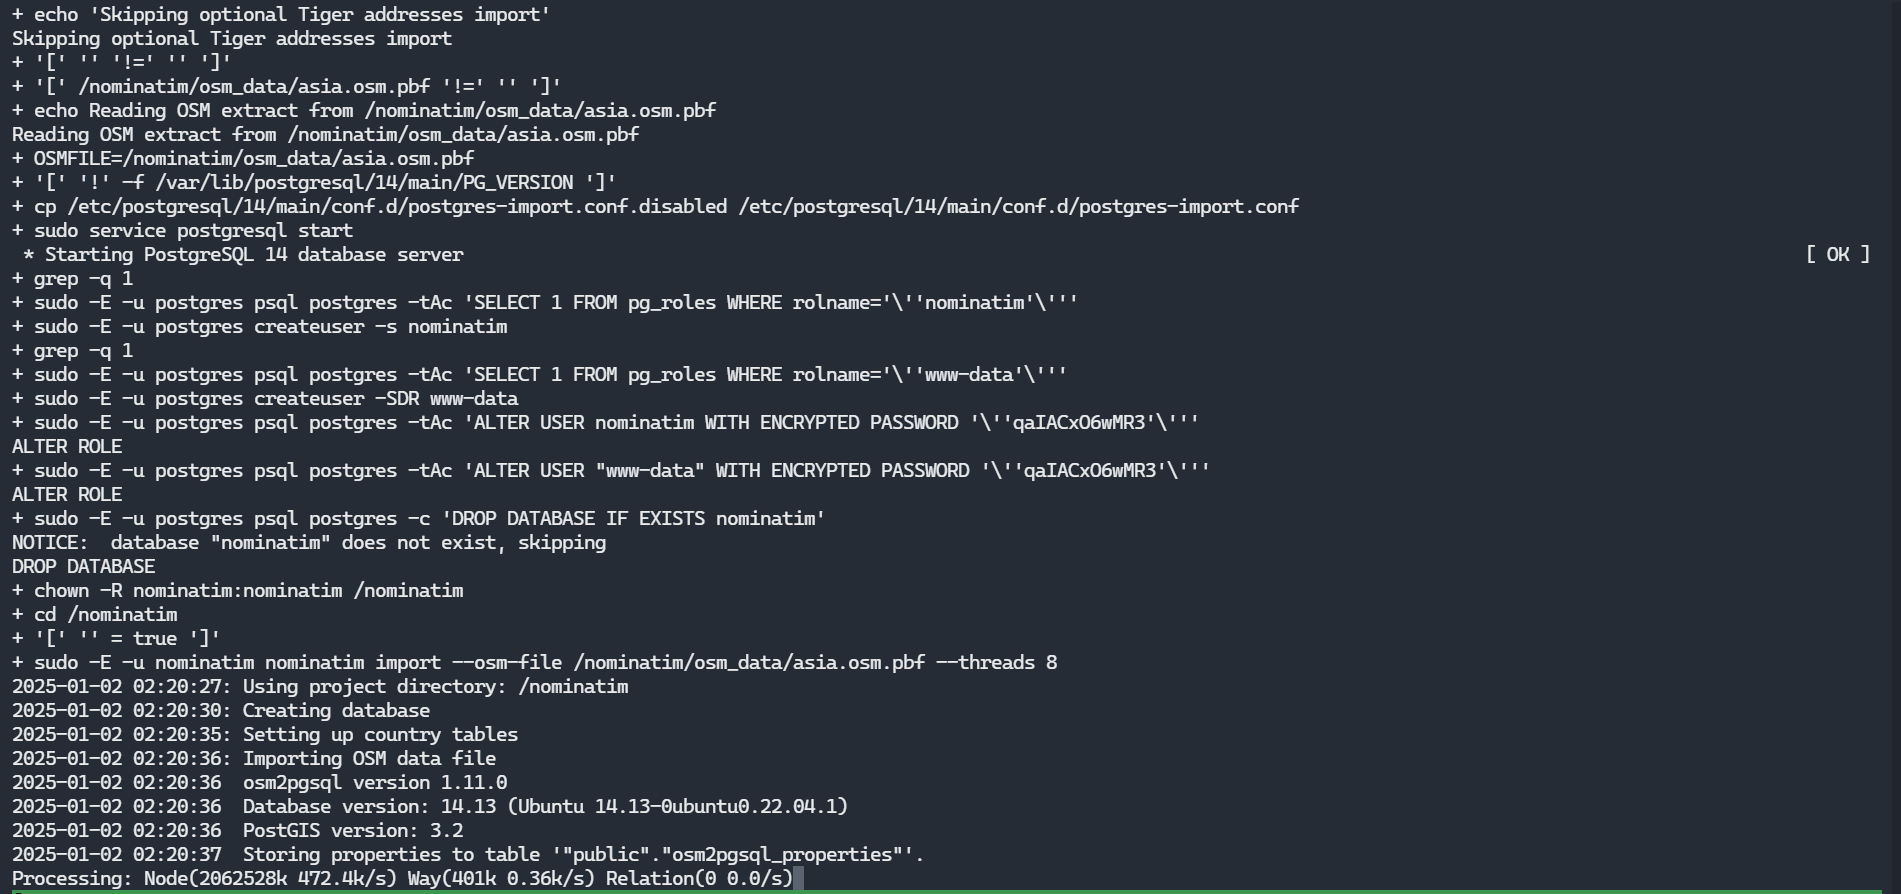 + echo 'Skipping optional Tiger addresses import'
Skipping optional Tiger addresses import
+ '[' '' '!=' '' ']'
+ '[' /nominatim/osm_data/asia.osm.pbf '!=' '' ']'
+ echo Reading OSM extract from /nominatim/osm_data/asia.osm.pbf
Reading OSM extract from /nominatim/osm_data/asia.osm.pbf
+ OSMFILE=/nominatim/osm_data/asia.osm.pbf
+ '[' '!' -f /var/lib/postgresql/14/main/PG_VERSION ']'
+ cp /etc/postgresql/14/main/conf.d/postgres-import.conf.disabled /etc/postgresql/14/main/conf.d/postgres-import.conf
+ sudo service postgresql start
 * Starting PostgreSQL 14 database server [ OK ]
+ grep -q 1
+ sudo -E -u postgres psql postgres -tAc 'SELECT 1 FROM pg_roles WHERE rolname='\''nominatim'\'''
+ sudo -E -u postgres createuser -s nominatim
+ grep -q 1
+ sudo -E -u postgres psql postgres -tAc 'SELECT 1 FROM pg_roles WHERE rolname='\''www-data'\'''
+ sudo -E -u postgres createuser -SDR www-data
+ sudo -E -u postgres psql postgres -tAc 'ALTER USER nominatim WITH ENCRYPTED PASSWORD '\''qaIACxO6wMR3'\'''
ALTER ROLE
+ sudo -E -u postgres psql postgres -tAc 'ALTER USER "www-data" WITH ENCRYPTED PASSWORD '\''qaIACxO6wMR3'\'''
ALTER ROLE
+ sudo -E -u postgres psql postgres -c 'DROP DATABASE IF EXISTS nominatim'
NOTICE:  database "nominatim" does not exist, skipping
DROP DATABASE
+ chown -R nominatim:nominatim /nominatim
+ cd /nominatim
+ '[' '' = true ']'
+ sudo -E -u nominatim nominatim import --osm-file /nominatim/osm_data/asia.osm.pbf --threads 8
2025-01-02 02:20:27: Using project directory: /nominatim
2025-01-02 02:20:30: Creating database
2025-01-02 02:20:35: Setting up country tables
2025-01-02 02:20:36: Importing OSM data file
2025-01-02 02:20:36  osm2pgsql version 1.11.0
2025-01-02 02:20:36  Database version: 14.13 (Ubuntu 14.13-0ubuntu0.22.04.1)
2025-01-02 02:20:36  PostGIS version: 3.2
2025-01-02 02:20:37  Storing properties to table '"public"."osm2pgsql_properties"'.
Processing: Node(2062528k 472.4k/s) Way(401k 0.36k/s) Relation(0 0.0/s)